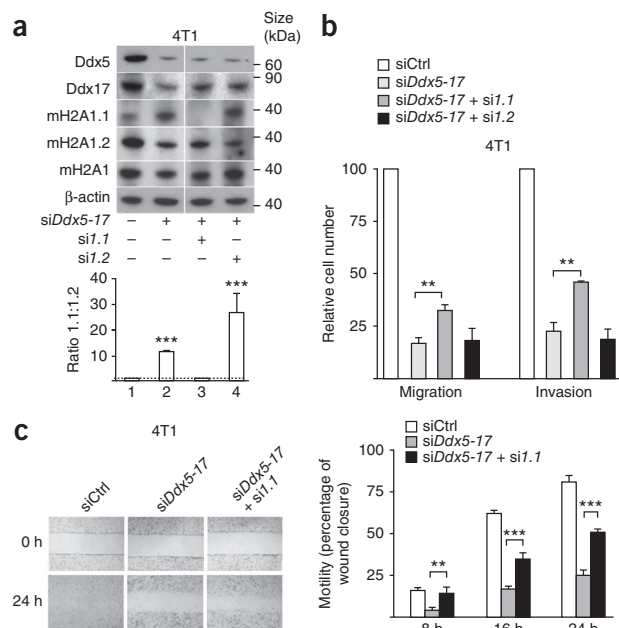 a
4T1
Size
(kDa)
Ddx5
60
90
Ddx17
mH2A1.1
40
mH2A1.2
40
mH2A1
40
β-actin
40
siDdx5-17 – + + +
si1.1 +
si1.2 +
Ratio 1.1:1.2
40
30
20
10
***
***
1 2 3 4
b
siCtrl
siDdx5-17
siDdx5-17 + si1.1
siDdx5-17 + si1.2
4T1
Relative cell number
100
75
50
25
**
**
Migration Invasion
c
4T1
siCtrl
siDdx5-17
siDdx5-17
+ si1.1
0 h
24 h
siCtrl
siDdx5-17
siDdx5-17 + si1.1
Motility (percentage of
wound closure)
100
75
50
25
**
***
***
8 h 16 h 24 h